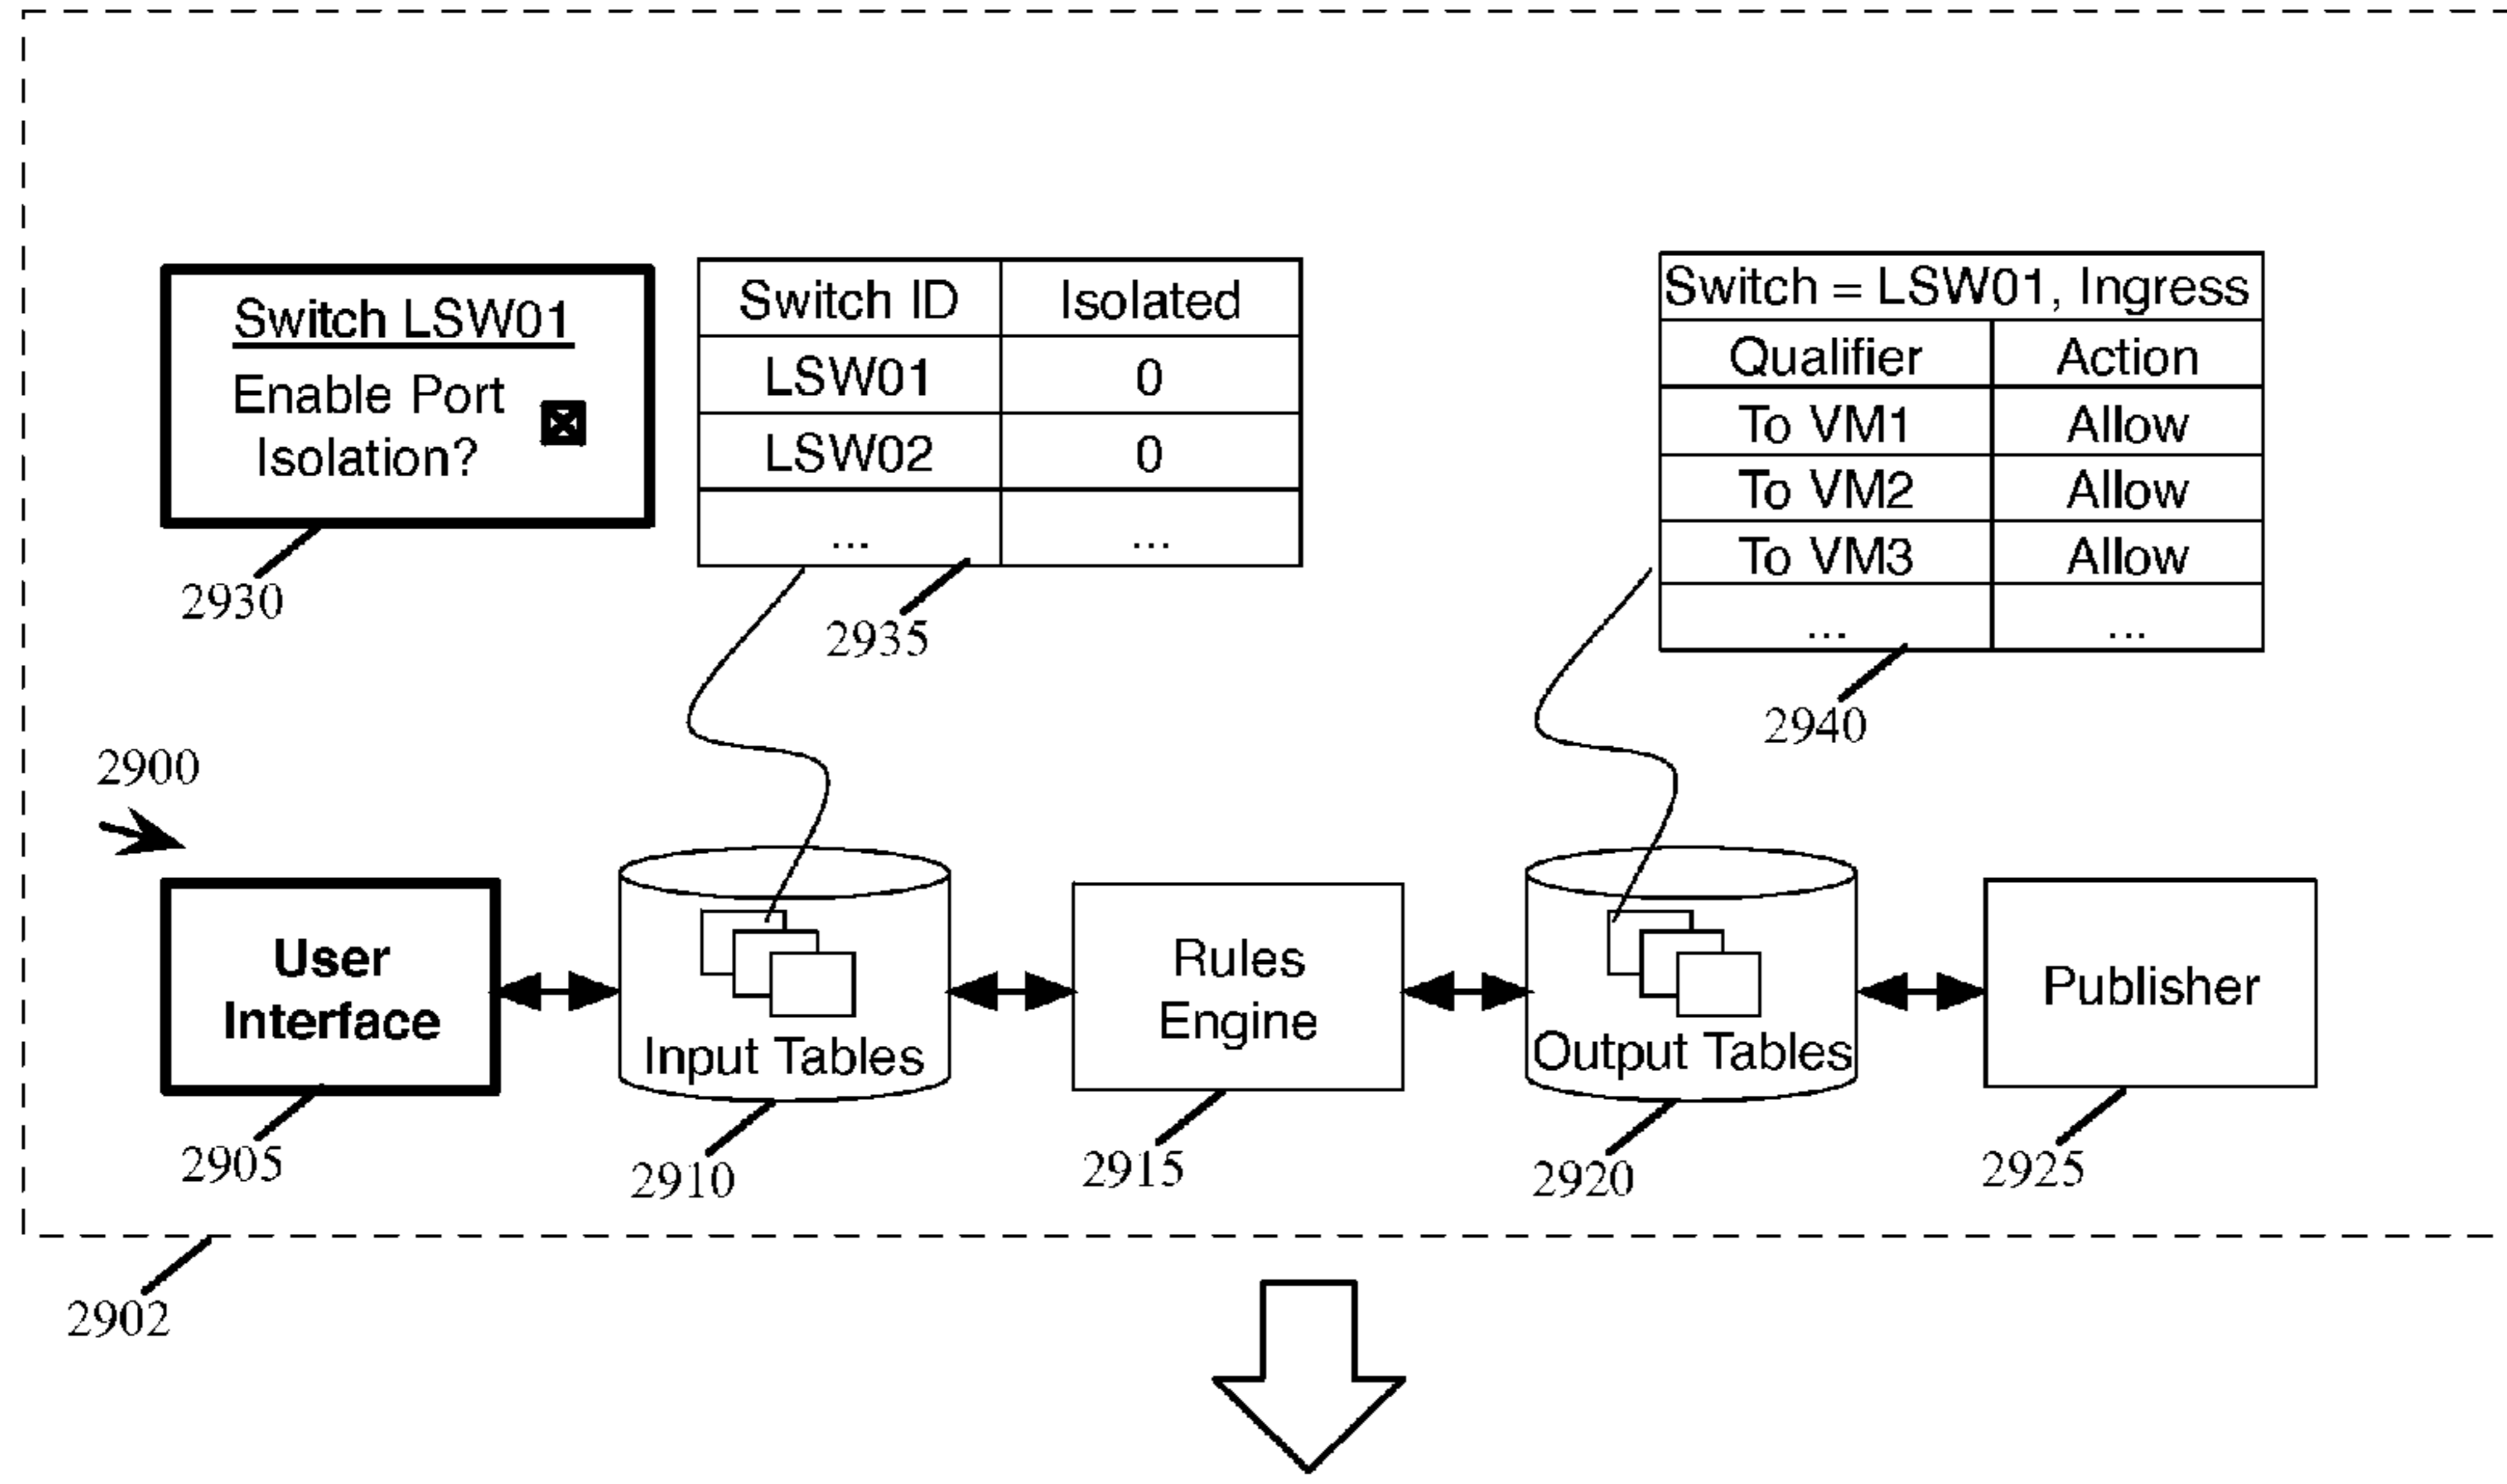 Switch LSW01
Enable Port
Isolation?
2930
Switch ID Isolated
LSW01 0
LSW02 0
... ...
2935
Switch = LSW01, Ingress
Qualifier Action
To VM1 Allow
To VM2 Allow
To VM3 Allow
... ...
2940
2900
User
Interface
2905
Input Tables
2910
Rules
Engine
2915
Output Tables
2920
Publisher
2925
2902